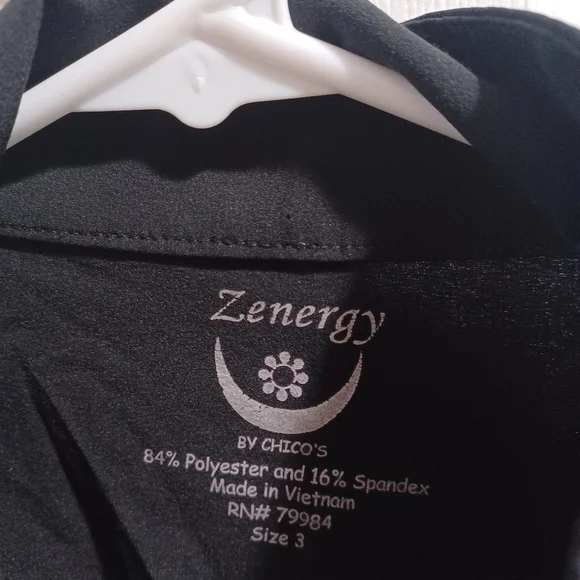 Zenergy
BY CHICO'S
84% Polyester and 16% Spandex
Made in Vietnam
RN# 79984
Size 3